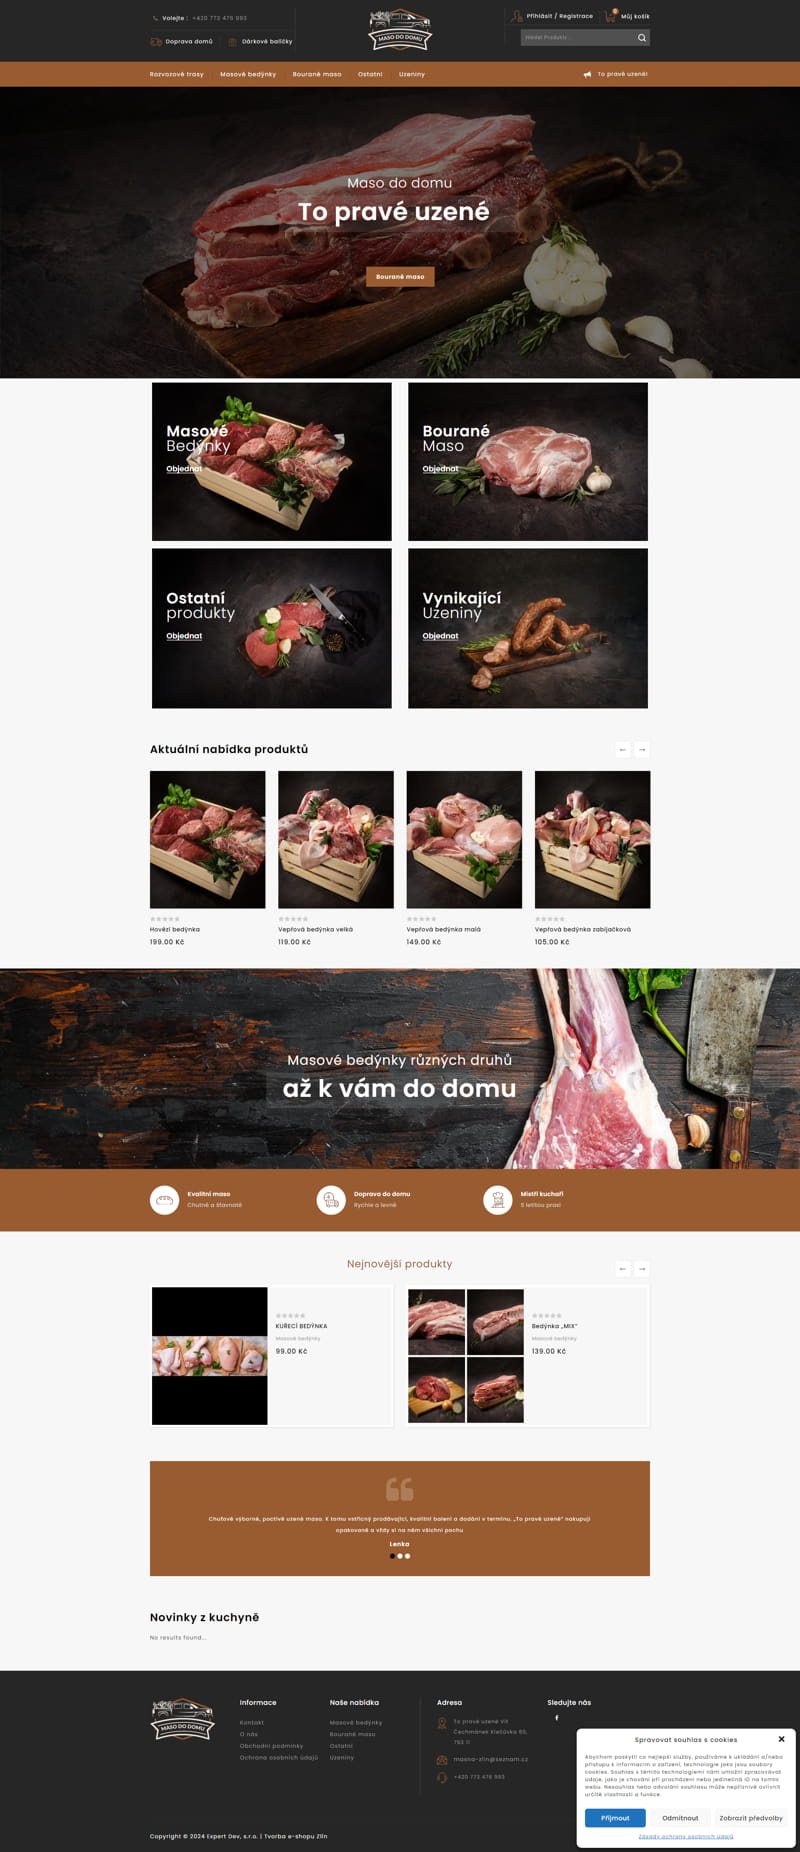 Volejte : +420 773 476 993
Doprava domů
Dárkové balíčky
MASO DO DOMU
Přihlásit / Registrace
0
Můj košík
Hledat Produkty...
Rozvozové trasy
Masové bedýnky
Bourané maso
Ostatní
Uzeniny
To pravé uzené!
Maso do domu
To pravé uzené
Bourané maso
Masové
Bedýnky
Objednat
Bourané
Maso
Objednat
Ostatní
produkty
Objednat
Vynikající
Uzeniny
Objednat
Aktuální nabídka produktů
Hovězí bedýnka
199.00 Kč
Vepřová bedýnka velká
119.00 Kč
Vepřová bedýnka malá
149.00 Kč
Vepřová bedýnka zabijačková
105.00 Kč
Masové bedýnky různých druhů
až k vám do domu
Kvalitní maso
Chutné a šťavnaté
Doprava do domu
Rychle a levně
Mistři kuchaři
S letitou praxí
Nejnovější produkty
KUŘECÍ BEDÝNKA
Masové bedýnky
99.00 Kč
Bedýnka „MIX"
Masové bedýnky
139.00 Kč
Chuťově výborné, poctivé uzené maso. K tomu vstřícný prodávající, kvalitní balení a dodání v termínu. „To pravé uzené" nakupuji
opakovaně a vždy si na něm všichni pochu
Lenka
Novinky z kuchyně
No results found...
MASO DO DOMU
Informace
Kontakt
O nás
Obchodní podmínky
Ochrana osobních údajů
Naše nabídka
Masové bedýnky
Bourané maso
Ostatní
Uzeniny
Adresa
To pravé uzené Vít
Čechmánek Klečůvka 80,
763 11
masna-zlin@seznam.cz
+420 773 476 993
Sledujte nás
Spravovat souhlas s cookies
Abychom poskytli co nejlepší služby, používáme k ukládání a/nebo
přístupu k informacím o zařízení, technologie jako jsou soubory
cookies. Souhlas s těmito technologiemi nám umožní zpracovávat
údaje, jako je chování při procházení nebo jedinečná ID na tomto
webu. Nesouhlas nebo odvolání souhlasu může nepříznivě ovlivnit
určité vlastnosti a funkce.
Příjmout
Odmítnout
Zobrazit předvolby
Zásady ochrany osobních údajů
Copyright © 2024 Expert Dev, s.r.o. | Tvorba e-shopu Zlín